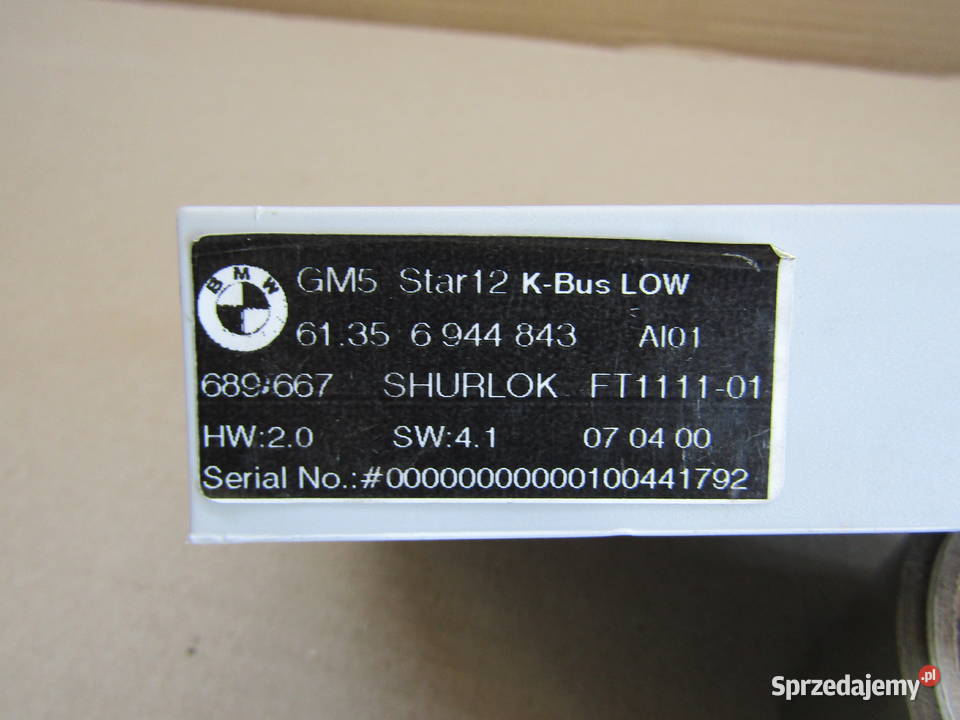 BMW
GM5 Star12 K-Bus LOW
61.35 6 944 843 AI01
689/667 SHURLOK FT1111-01
HW:2.0 SW:4.1 07 04 00
Serial No.:#00000000000100441792
Sprzedajemy.pl